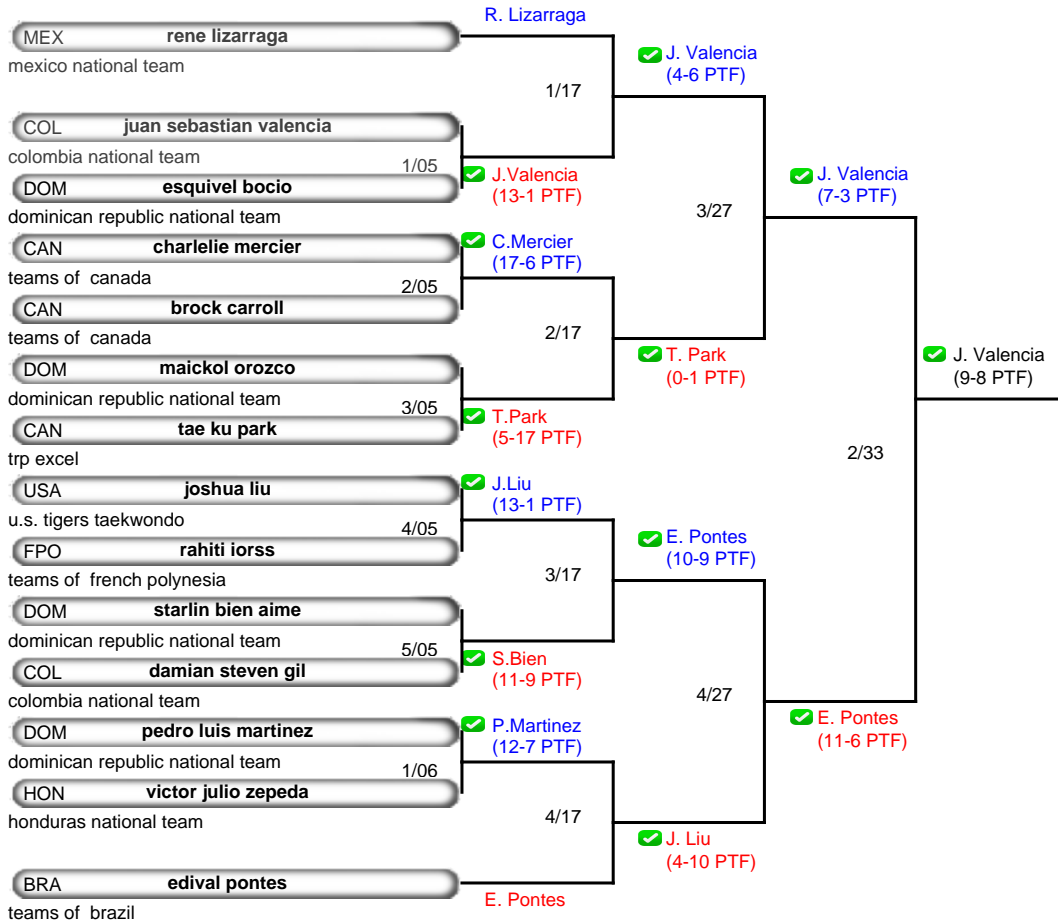 R. Lizarraga
MEX rene lizarraga
mexico national team
J. Valencia
(4-6 PTF)
1/17
COL juan sebastian valencia
colombia national team
1/05
J.Valencia
(13-1 PTF)
DOM esquivel bocio
dominican republic national team
J. Valencia
(7-3 PTF)
3/27
CAN charlelie mercier
teams of canada
C.Mercier
(17-6 PTF)
2/05
CAN brock carroll
teams of canada
2/17
DOM maickol orozco
dominican republic national team
T. Park
(0-1 PTF)
J. Valencia
(9-8 PTF)
3/05
T.Park
(5-17 PTF)
CAN tae ku park
trp excel
2/33
USA joshua liu
u.s. tigers taekwondo
J.Liu
(13-1 PTF)
4/05
FPO rahiti iorss
teams of french polynesia
E. Pontes
(10-9 PTF)
3/17
DOM starlin bien aime
dominican republic national team
5/05
S.Bien
(11-9 PTF)
COL damian steven gil
colombia national team
4/27
E. Pontes
(11-6 PTF)
DOM pedro luis martinez
dominican republic national team
P.Martinez
(12-7 PTF)
1/06
HON victor julio zepeda
honduras national team
4/17
J. Liu
(4-10 PTF)
BRA edival pontes
teams of brazil
E. Pontes